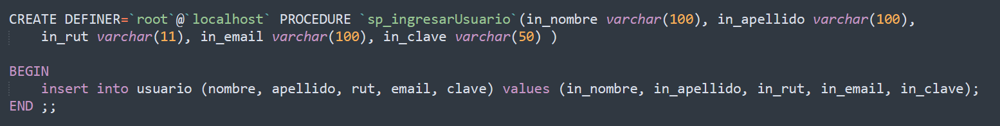 CREATE DEFINER=`root`@`localhost` PROCEDURE `sp_ingresarUsuario`(in_nombre varchar(100), in_apellido varchar(100),
    in_rut varchar(11), in_email varchar(100), in_clave varchar(50) )
BEGIN
    insert into usuario (nombre, apellido, rut, email, clave) values (in_nombre, in_apellido, in_rut, in_email, in_clave);
END ;;